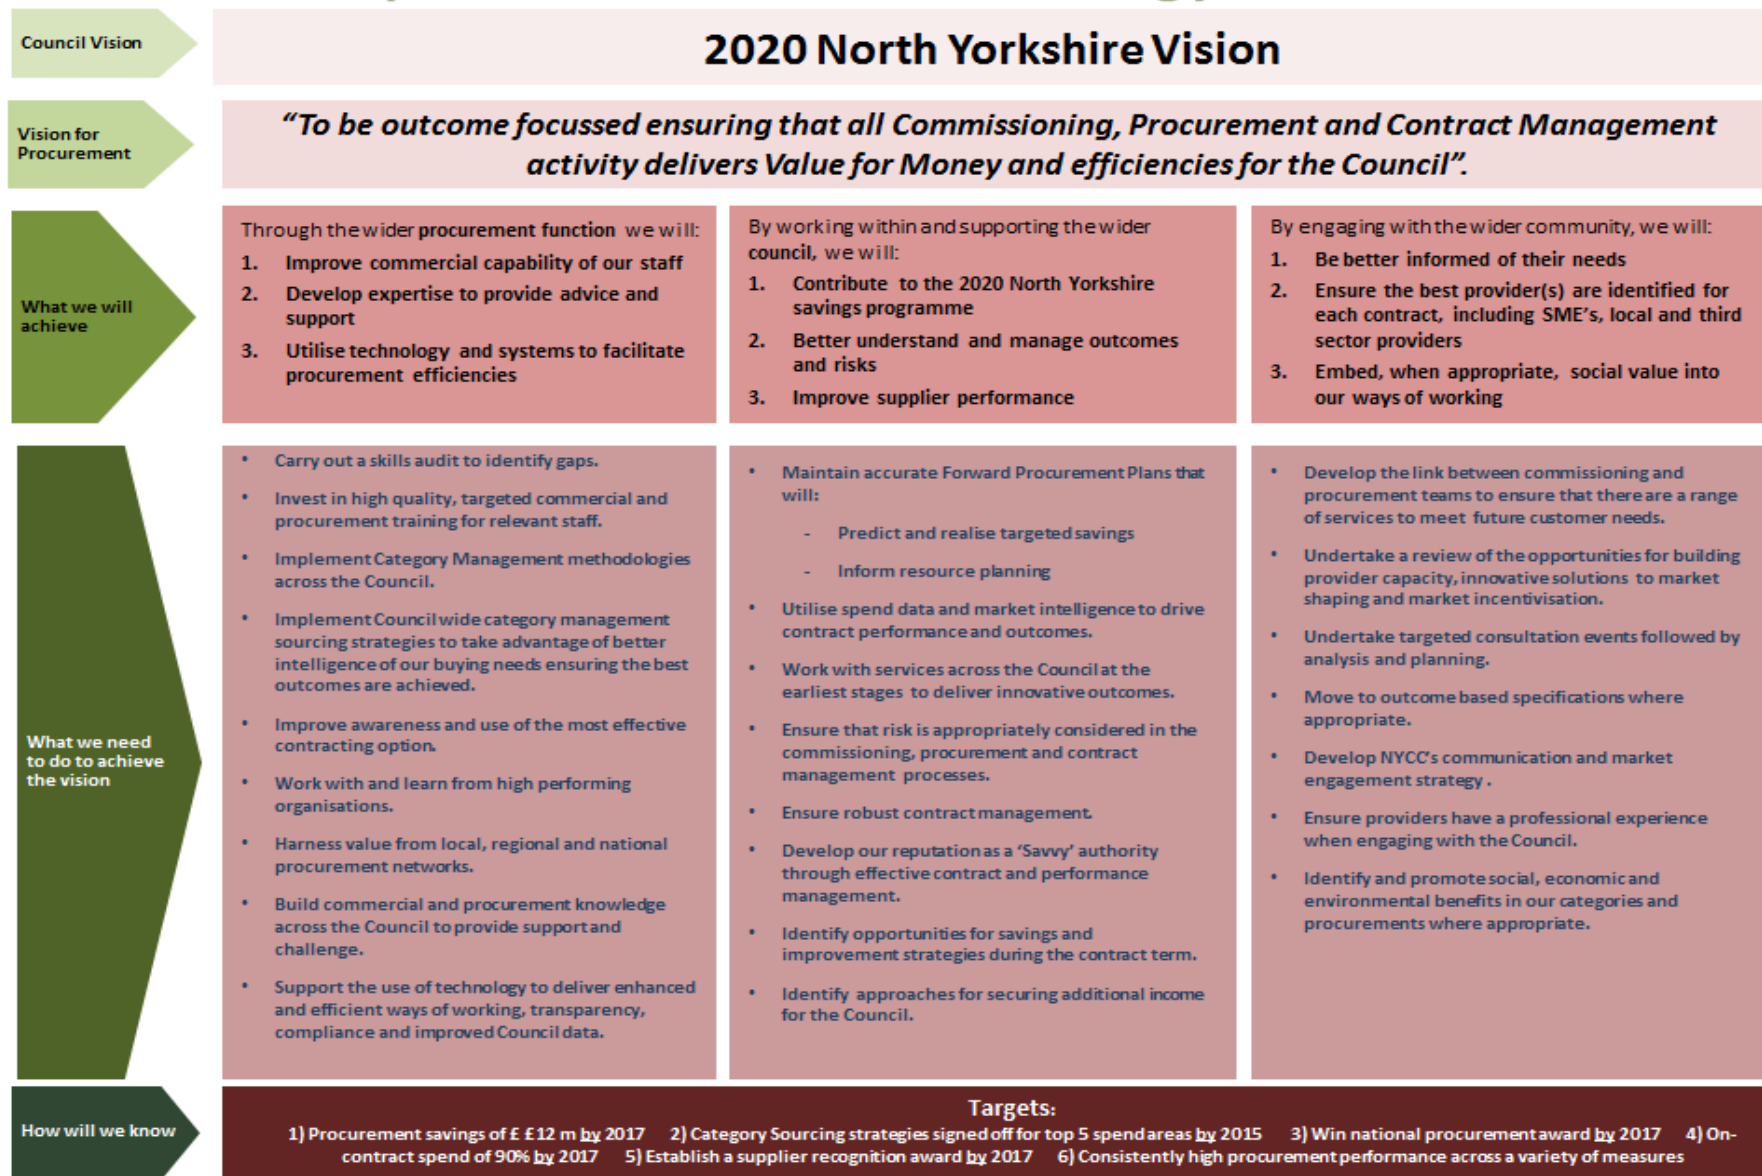 Council Vision
2020 North Yorkshire Vision
Vision for
Procurement
“To be outcome focussed ensuring that all Commissioning, Procurement and Contract Management
activity delivers Value for Money and efficiencies for the Council”.
What we will
achieve
Through the wider procurement function we will:
1. Improve commercial capability of our staff
2. Develop expertise to provide advice and
support
3. Utilise technology and systems to facilitate
procurement efficiencies
By working within and supporting the wider
council, we will:
1. Contribute to the 2020 North Yorkshire
savings programme
2. Better understand and manage outcomes
and risks
3. Improve supplier performance
By engaging with the wider community, we will:
1. Be better informed of their needs
2. Ensure the best provider(s) are identified for
each contract, including SME’s, local and third
sector providers
3. Embed, when appropriate, social value into
our ways of working
What we need
to do to achieve
the vision
• Carry out a skills audit to identify gaps.
• Invest in high quality, targeted commercial and
procurement training for relevant staff.
• Implement Category Management methodologies
across the Council.
• Implement Council wide category management
sourcing strategies to take advantage of better
intelligence of our buying needs ensuring the best
outcomes are achieved.
• Improve awareness and use of the most effective
contracting option.
• Work with and learn from high performing
organisations.
• Harness value from local, regional and national
procurement networks.
• Build commercial and procurement knowledge
across the Council to provide support and
challenge.
• Support the use of technology to deliver enhanced
and efficient ways of working, transparency,
compliance and improved Council data.
• Maintain accurate Forward Procurement Plans that
will:
- Predict and realise targeted savings
- Inform resource planning
• Utilise spend data and market intelligence to drive
contract performance and outcomes.
• Work with services across the Council at the
earliest stages to deliver innovative outcomes.
• Ensure that risk is appropriately considered in the
commissioning, procurement and contract
management processes.
• Ensure robust contract management.
• Develop our reputation as a ‘Savvy’ authority
through effective contract and performance
management.
• Identify opportunities for savings and
improvement strategies during the contract term.
• Identify approaches for securing additional income
for the Council.
• Develop the link between commissioning and
procurement teams to ensure that there are a range
of services to meet future customer needs.
• Undertake a review of the opportunities for building
provider capacity, innovative solutions to market
shaping and market incentivisation.
• Undertake targeted consultation events followed by
analysis and planning.
• Move to outcome based specifications where
appropriate.
• Develop NYCC’s communication and market
engagement strategy .
• Ensure providers have a professional experience
when engaging with the Council.
• Identify and promote social, economic and
environmental benefits in our categories and
procurements where appropriate.
How will we know
Targets:
1) Procurement savings of £ £12 m by 2017 2) Category Sourcing strategies signed off for top 5 spend areas by 2015 3) Win national procurement award by 2017 4) On-
contract spend of 90% by 2017 5) Establish a supplier recognition award by 2017 6) Consistently high procurement performance across a variety of measures